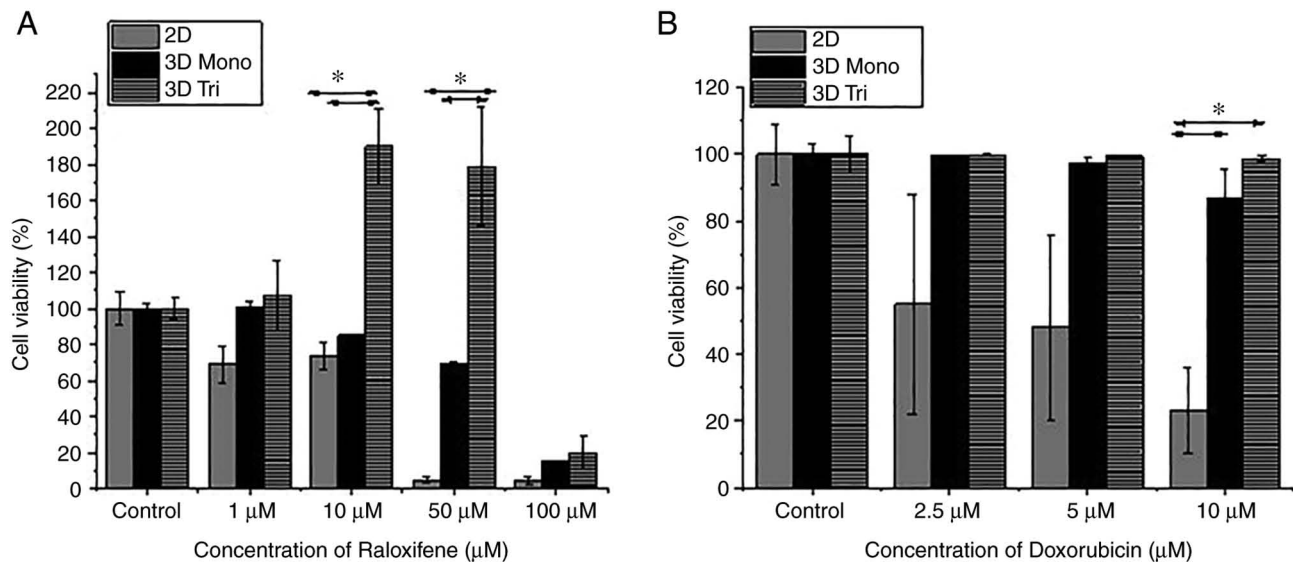 A
2D
3D Mono
3D Tri
220
200
180
160
140
120
100
80
60
40
20
0
Cell viability (%)
* *
Control 1 μM 10 μM 50 μM 100 μM
Concentration of Raloxifene (μM)
B
2D
3D Mono
3D Tri
120
100
80
60
40
20
0
Cell viability (%)
*
Control 2.5 μM 5 μM 10 μM
Concentration of Doxorubicin (μM)